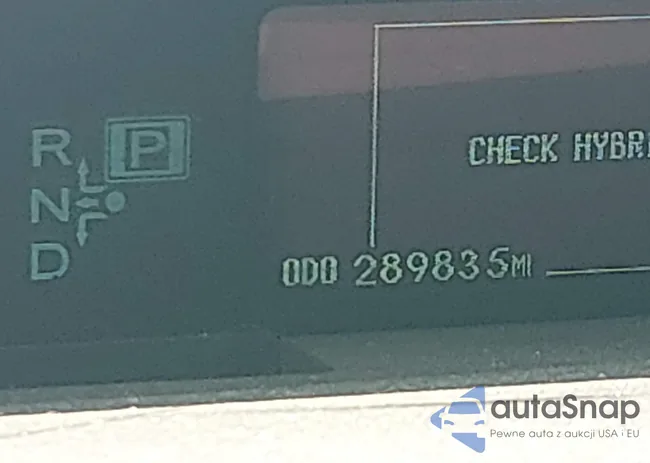 R P
N
D
CHECK HYBRI
ODO 289835MI
autaSnap
Pewne auta z aukcji USA i EU